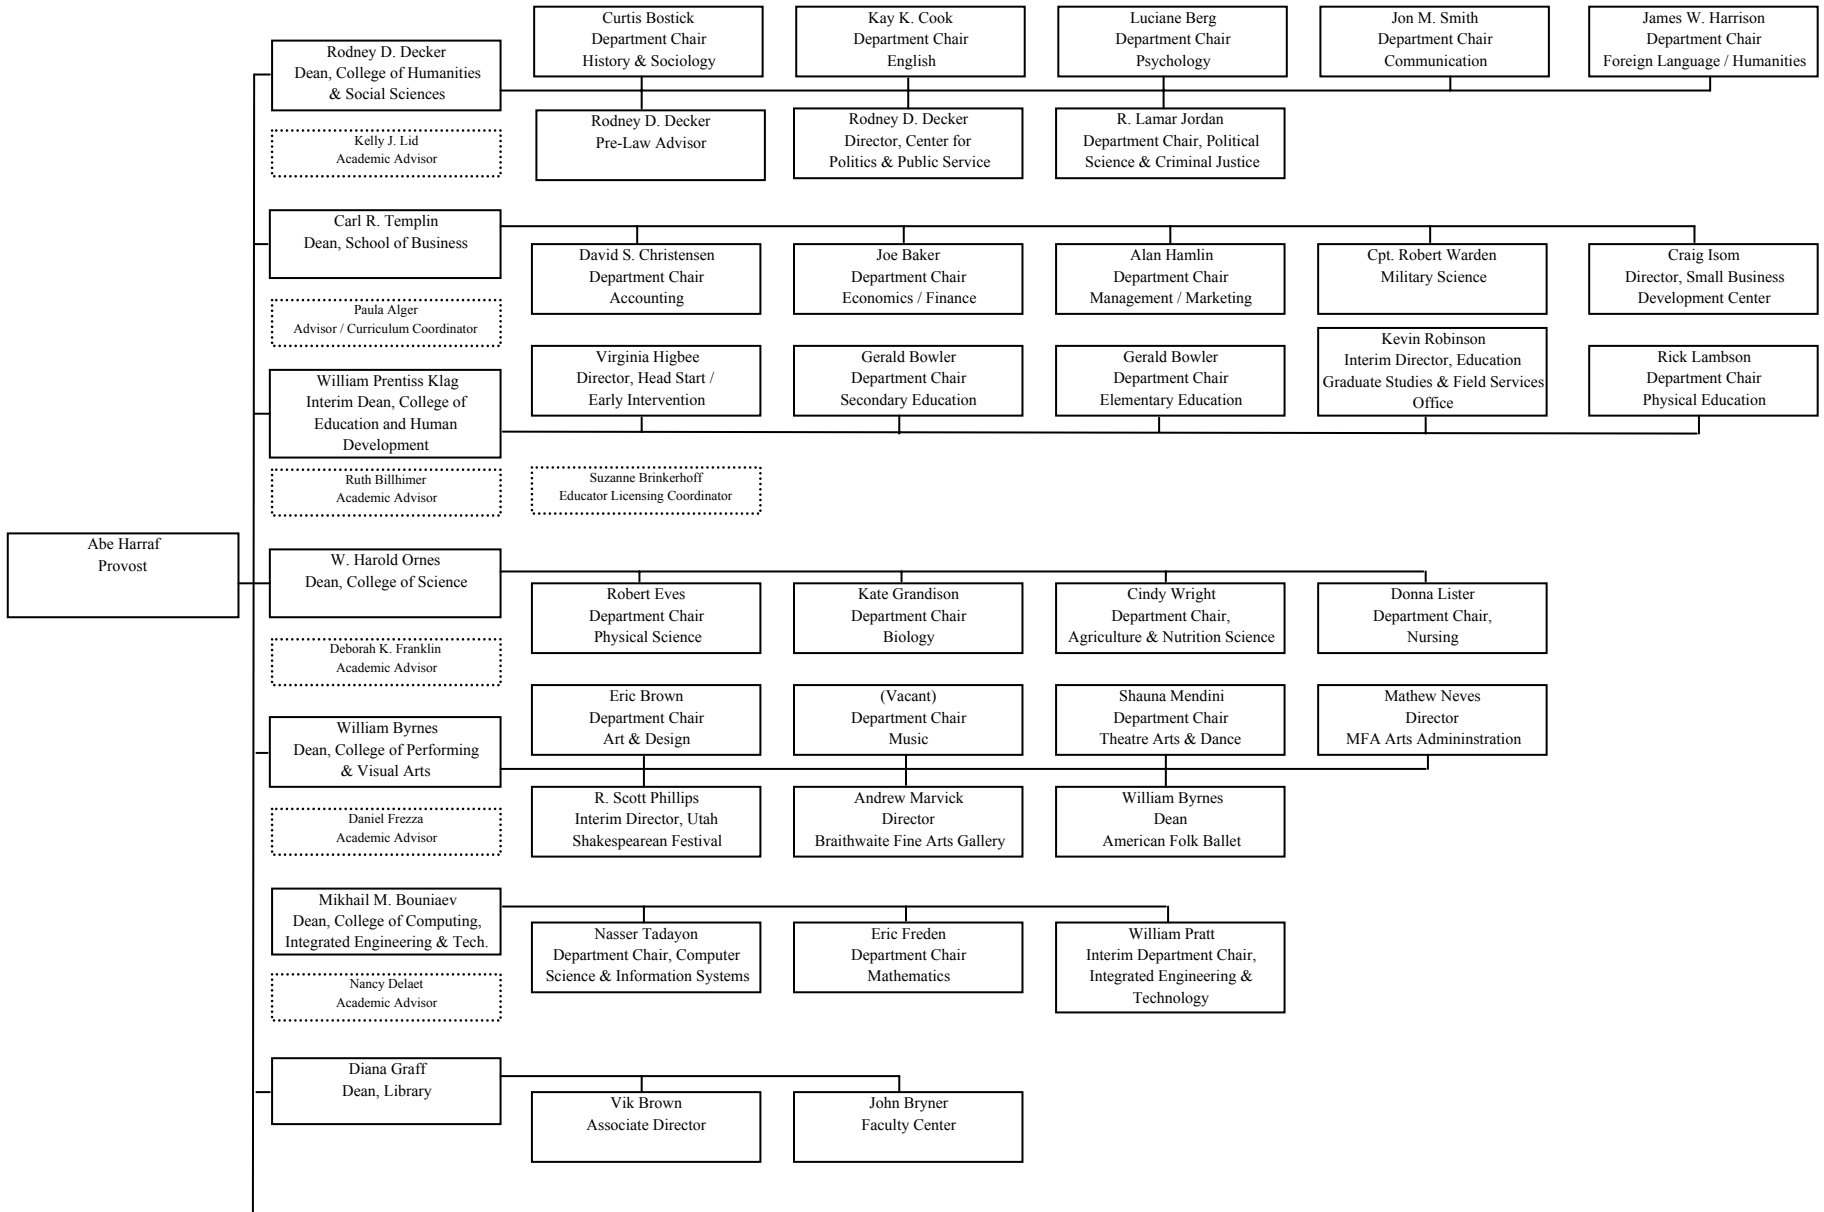 Curtis Bostick
Department Chair
History & Sociology
Kay K. Cook
Department Chair
English
Luciane Berg
Department Chair
Psychology
Jon M. Smith
Department Chair
Communication
James W. Harrison
Department Chair
Foreign Language / Humanities
Rodney D. Decker
Dean, College of Humanities
& Social Sciences
Rodney D. Decker
Pre-Law Advisor
Rodney D. Decker
Director, Center for
Politics & Public Service
R. Lamar Jordan
Department Chair, Political
Science & Criminal Justice
Kelly J. Lid
Academic Advisor
Carl R. Templin
Dean, School of Business
David S. Christensen
Department Chair
Accounting
Joe Baker
Department Chair
Economics / Finance
Alan Hamlin
Department Chair
Management / Marketing
Cpt. Robert Warden
Military Science
Craig Isom
Director, Small Business
Development Center
Paula Alger
Advisor / Curriculum Coordinator
William Prentiss Klag
Interim Dean, College of
Education and Human
Development
Virginia Higbee
Director, Head Start /
Early Intervention
Gerald Bowler
Department Chair
Secondary Education
Gerald Bowler
Department Chair
Elementary Education
Kevin Robinson
Interim Director, Education
Graduate Studies & Field Services
Office
Rick Lambson
Department Chair
Physical Education
Ruth Billhimer
Academic Advisor
Suzanne Brinkerhoff
Educator Licensing Coordinator
Abe Harraf
Provost
W. Harold Ornes
Dean, College of Science
Robert Eves
Department Chair
Physical Science
Kate Grandison
Department Chair
Biology
Cindy Wright
Department Chair,
Agriculture & Nutrition Science
Donna Lister
Department Chair,
Nursing
Deborah K. Franklin
Academic Advisor
William Byrnes
Dean, College of Performing
& Visual Arts
Eric Brown
Department Chair
Art & Design
(Vacant)
Department Chair
Music
Shauna Mendini
Department Chair
Theatre Arts & Dance
Mathew Neves
Director
MFA Arts Admininstration
R. Scott Phillips
Interim Director, Utah
Shakespearean Festival
Andrew Marvick
Director
Braithwaite Fine Arts Gallery
William Byrnes
Dean
American Folk Ballet
Daniel Frezza
Academic Advisor
Mikhail M. Bouniaev
Dean, College of Computing,
Integrated Engineering & Tech.
Nasser Tadayon
Department Chair, Computer
Science & Information Systems
Eric Freden
Department Chair
Mathematics
William Pratt
Interim Department Chair,
Integrated Engineering &
Technology
Nancy Delaet
Academic Advisor
Diana Graff
Dean, Library
Vik Brown
Associate Director
John Bryner
Faculty Center